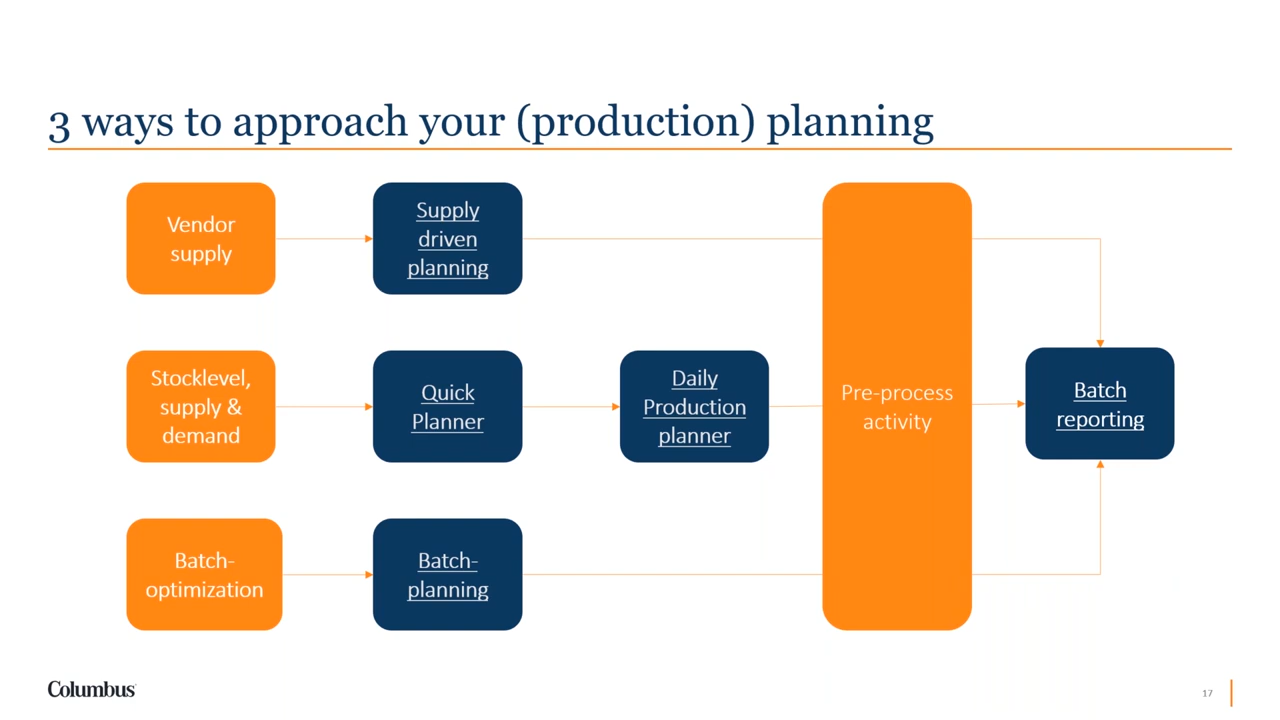 3 ways to approach your (production) planning
Vendor
supply
Supply
driven
planning
Stocklevel,
supply &
demand
Quick
Planner
Daily
Production
planner
Pre-process
activity
Batch
reporting
Batch-
optimization
Batch-
planning
Columbus
17